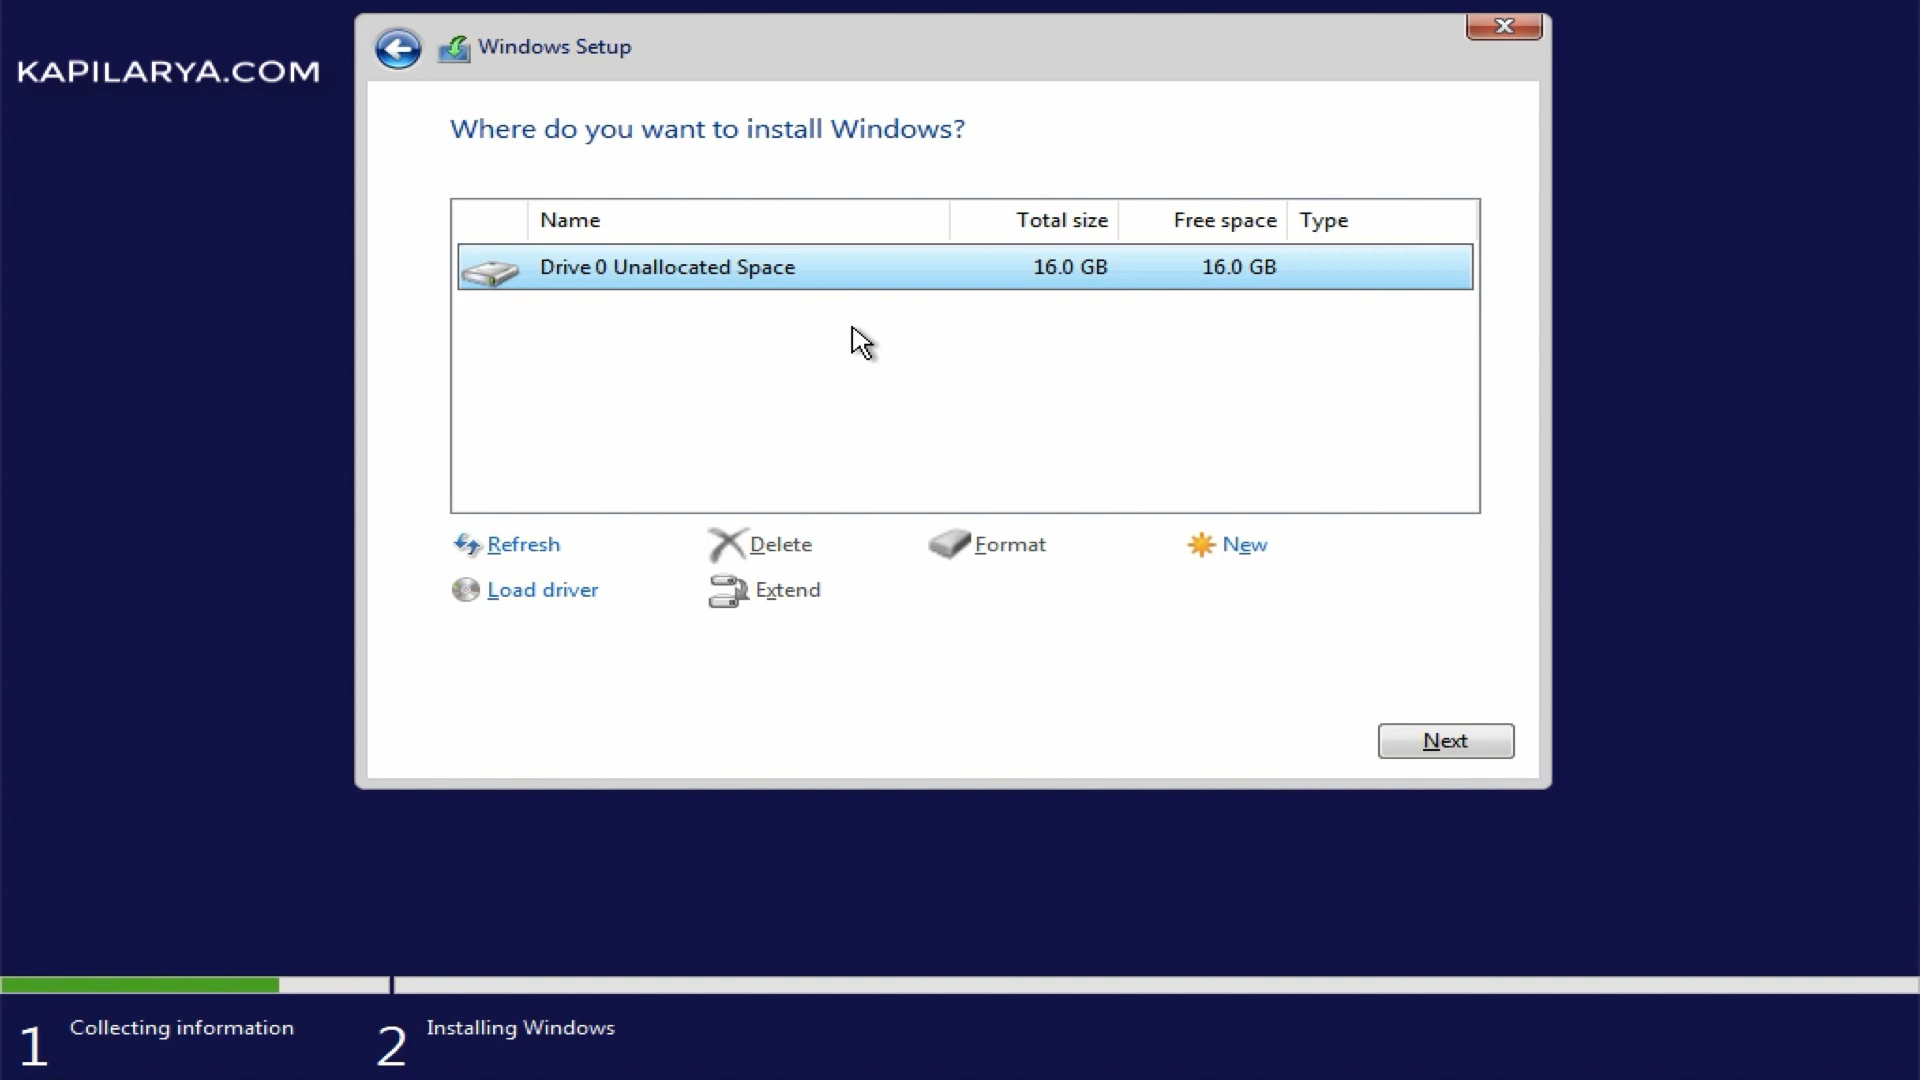 KAPILARYA.COM
Windows Setup
Where do you want to install Windows?
Name Total size Free space Type
Drive 0 Unallocated Space 16.0 GB 16.0 GB
Refresh Delete Format New
Load driver Extend
Next
1 Collecting information 2 Installing Windows